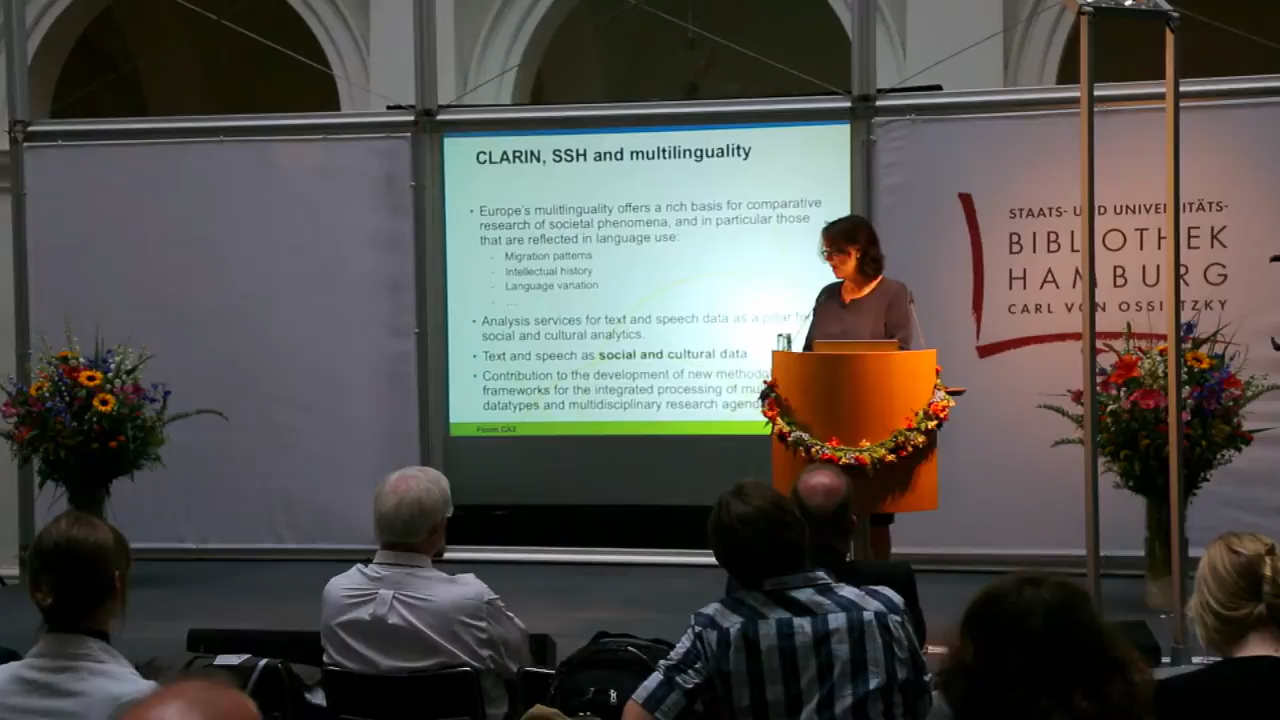 CLARIN, SSH and multilinguality
• Europe's mulitlinguality offers a rich basis for comparative
research of societal phenomena, and in particular those
that are reflected in language use:
- Migration patterns
- Intellectual history
- Language variation
- ....
• Analysis services for text and speech data as a pillar
social and cultural analytics.
• Text and speech as social and cultural data
• Contribution to the development of new
frameworks for the integrated processing of
datatypes and multidisciplinary research
Forum CA3
STAATS- UND UNIVERSITÄTS-
BIBLIOTHEK
HAMBURG
CARL VON OSSIETZKY